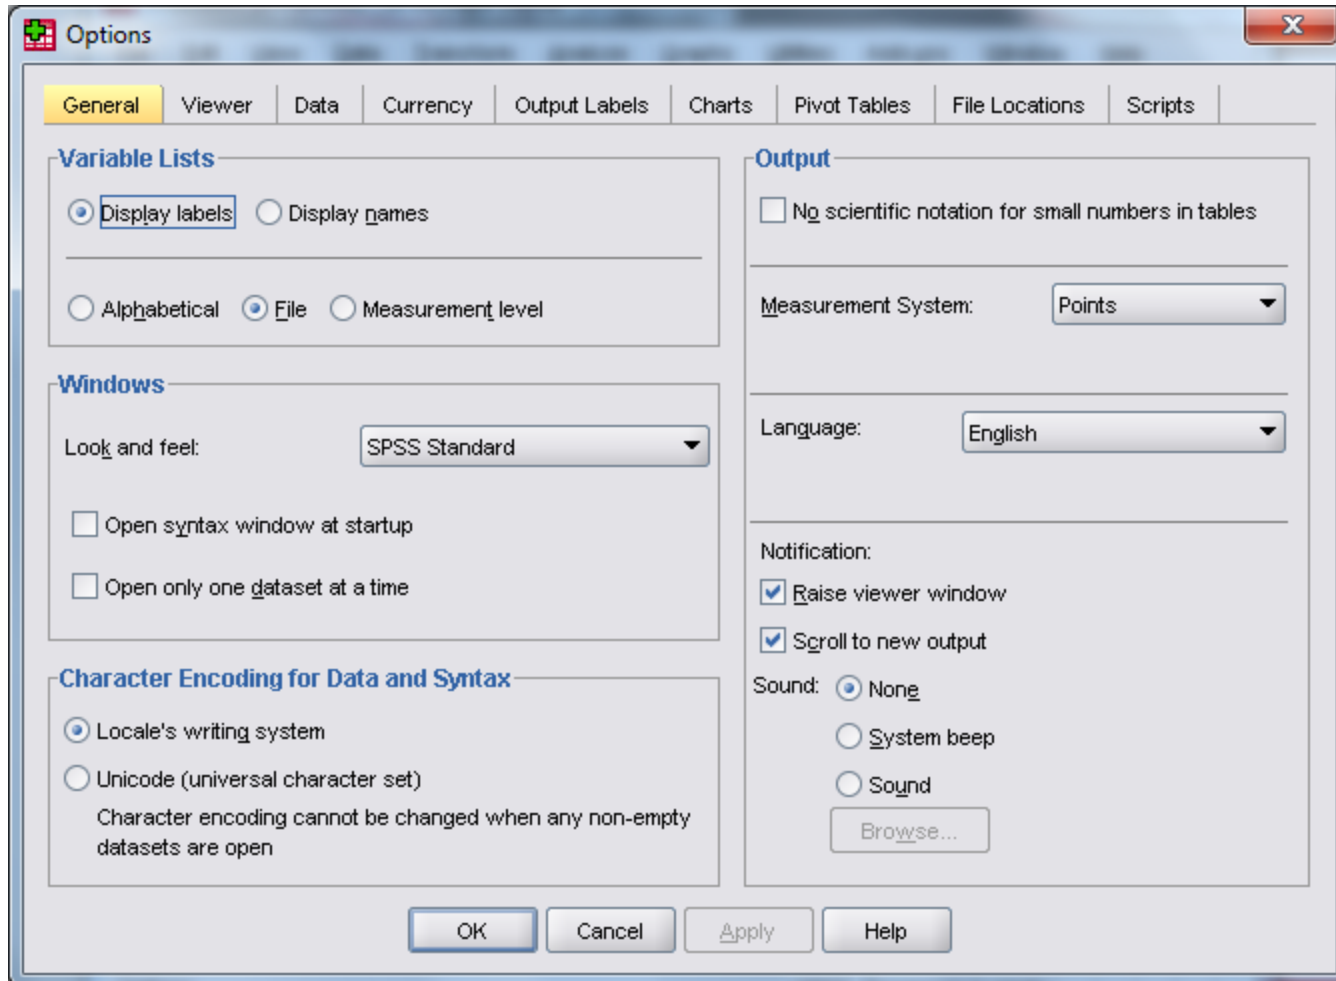 Options
General Viewer Data Currency Output Labels Charts Pivot Tables File Locations Scripts
Variable Lists
Display labels Display names
Alphabetical File Measurement level
Windows
Look and feel: SPSS Standard
Open syntax window at startup
Open only one dataset at a time
Character Encoding for Data and Syntax
Locale's writing system
Unicode (universal character set)
Character encoding cannot be changed when any non-empty
datasets are open
Output
No scientific notation for small numbers in tables
Measurement System: Points
Language: English
Notification:
Raise viewer window
Scroll to new output
Sound: None
System beep
Sound
Browse...
OK Cancel Apply Help